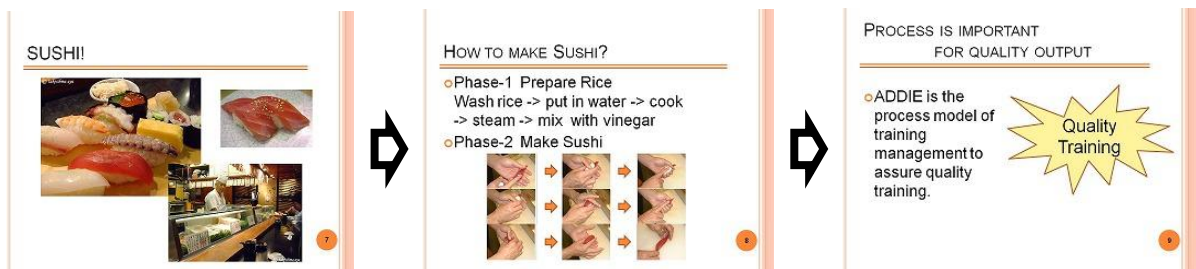 SUSHI!
7
HOW TO MAKE SUSHI?
Phase-1 Prepare Rice
Wash rice -> put in water -> cook
-> steam -> mix with vinegar
Phase-2 Make Sushi
8
PROCESS IS IMPORTANT
FOR QUALITY OUTPUT
ADDIE is the
process model of
training
management to
assure quality
training.
Quality
Training
9